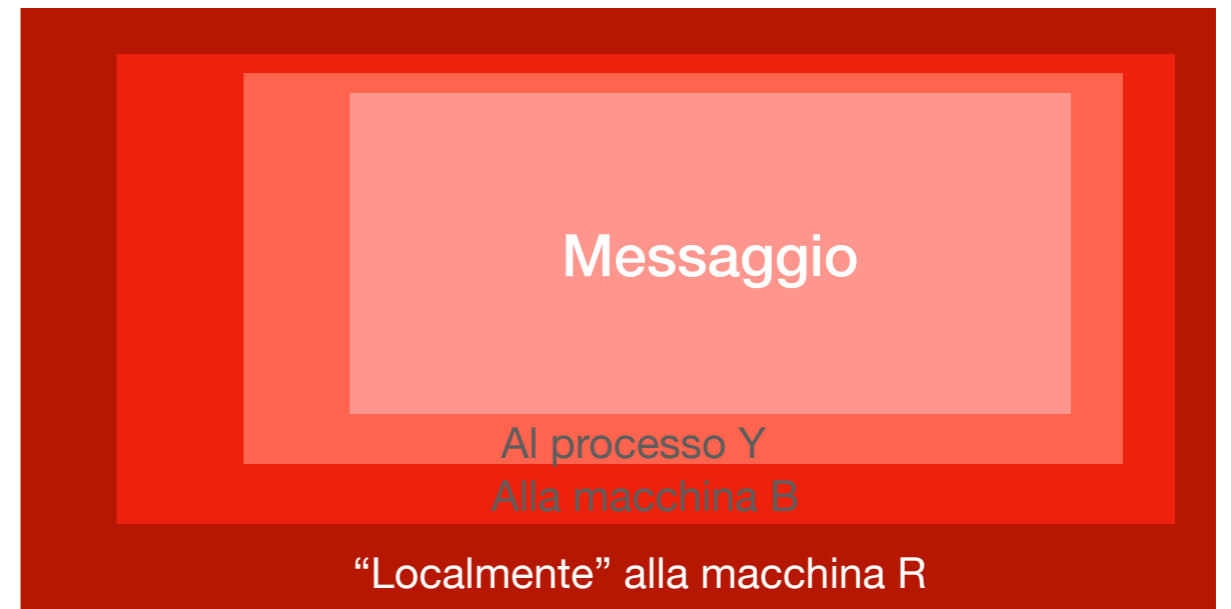 Messaggio
Al processo Y
Alla macchina B
“Localmente” alla macchina R